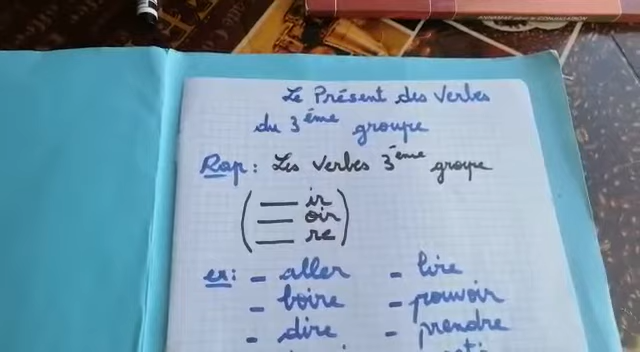 Le Présent des Verbes
du 3ème groupe
Rap: Les verbes 3ème groupe
( — ir
— oir
— re )
ex: - aller - lire
- boire - pouvoir
- dire - prendre